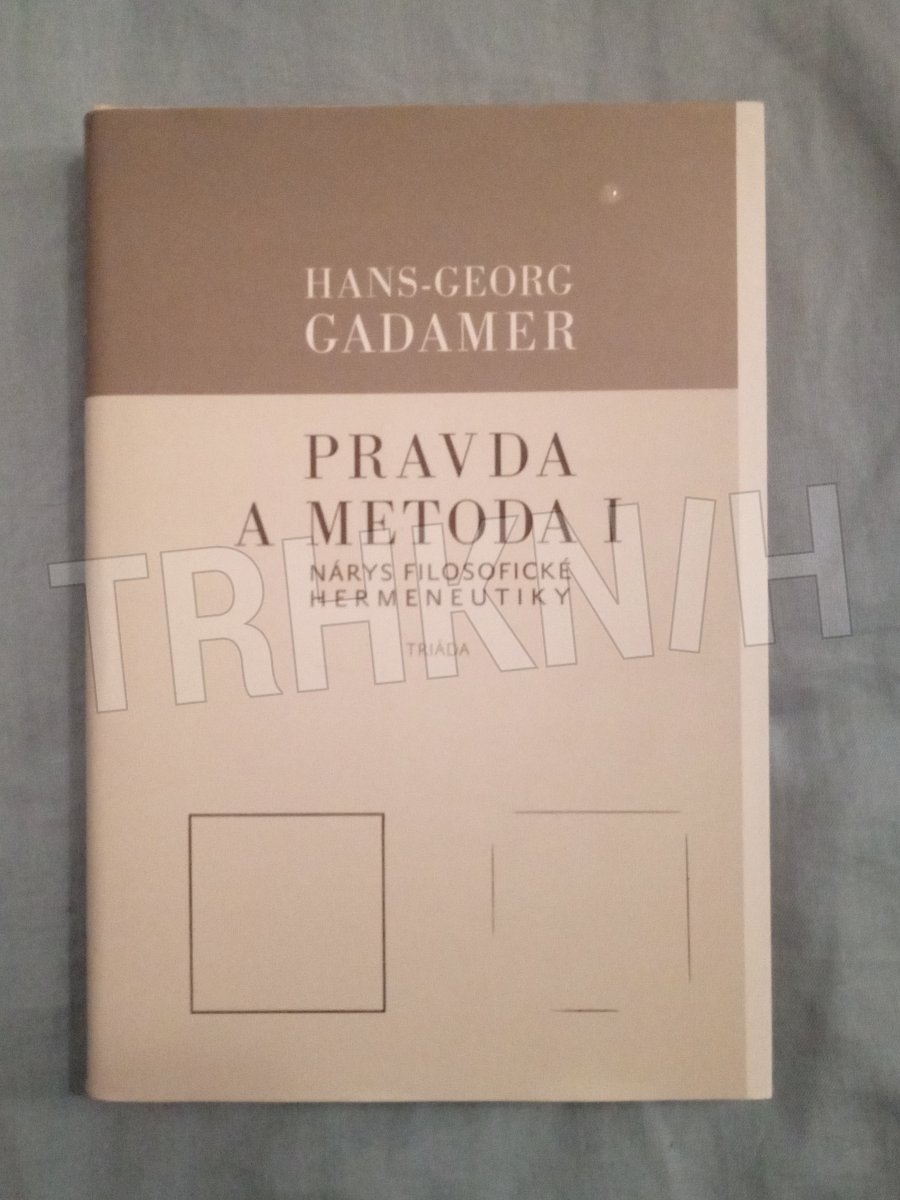 HANS-GEORG
GADAMER
PRAVDA
A METODA I
NÁRYS FILOSOFICKÉ
HERMENEUTIKY
TRIÁDA
TRHKNIH